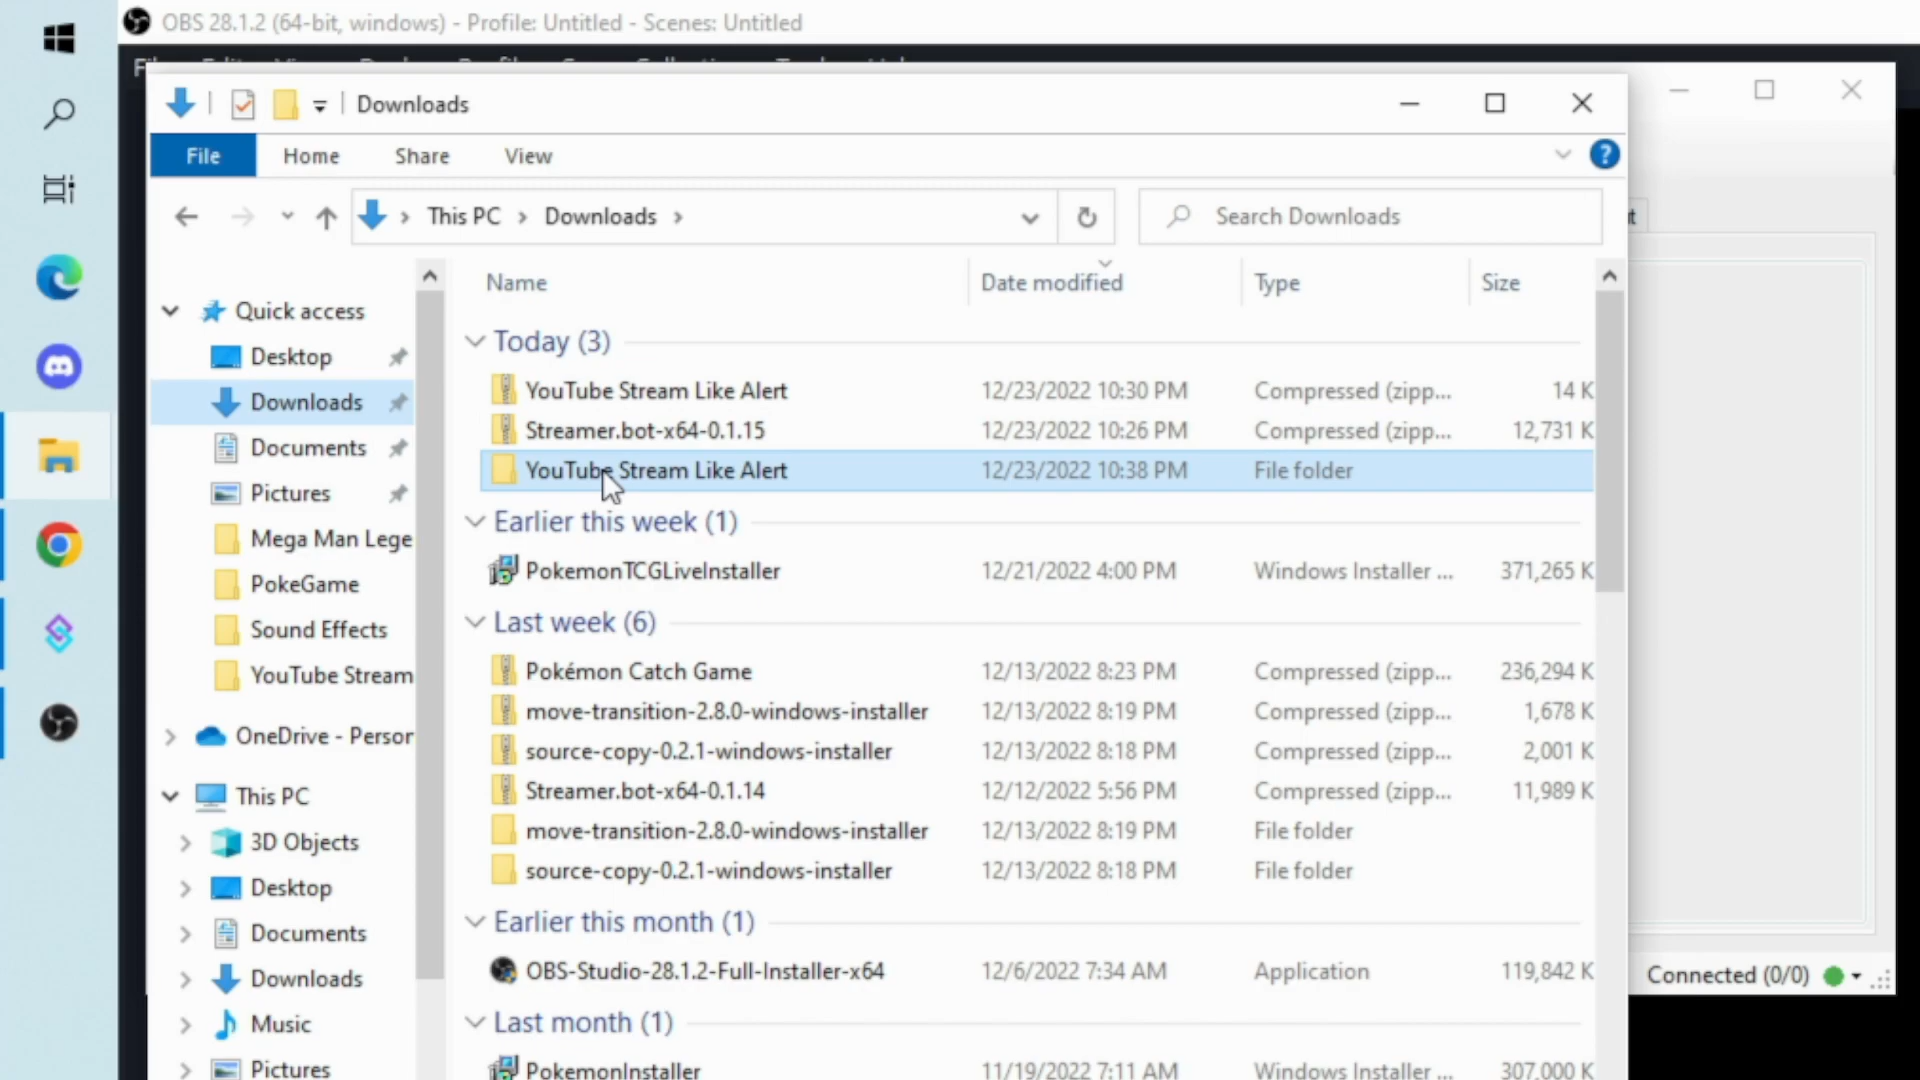 OBS 28.1.2 (64-bit, windows) - Profile: Untitled - Scenes: Untitled
Downloads
File Home Share View
This PC > Downloads > Search Downloads
Name Date modified Type Size
Quick access
Desktop
Downloads
Documents
Pictures
Mega Man Lege
PokeGame
Sound Effects
YouTube Stream
OneDrive - Person
This PC
3D Objects
Desktop
Documents
Downloads
Music
Pictures
Today (3)
YouTube Stream Like Alert 12/23/2022 10:30 PM Compressed (zipp... 14 K
Streamer.bot-x64-0.1.15 12/23/2022 10:26 PM Compressed (zipp... 12,731 K
YouTube Stream Like Alert 12/23/2022 10:38 PM File folder
Earlier this week (1)
PokemonTCGLiveInstaller 12/21/2022 4:00 PM Windows Installer ... 371,265 K
Last week (6)
Pokémon Catch Game 12/13/2022 8:23 PM Compressed (zipp... 236,294 K
move-transition-2.8.0-windows-installer 12/13/2022 8:19 PM Compressed (zipp... 1,678 K
source-copy-0.2.1-windows-installer 12/13/2022 8:18 PM Compressed (zipp... 2,001 K
Streamer.bot-x64-0.1.14 12/12/2022 5:56 PM Compressed (zipp... 11,989 K
move-transition-2.8.0-windows-installer 12/13/2022 8:19 PM File folder
source-copy-0.2.1-windows-installer 12/13/2022 8:18 PM File folder
Earlier this month (1)
OBS-Studio-28.1.2-Full-Installer-x64 12/6/2022 7:34 AM Application 119,842 K
Last month (1)
PokemonInstaller 11/19/2022 7:11 AM Windows Installer ... 307,000 K
Connected (0/0)